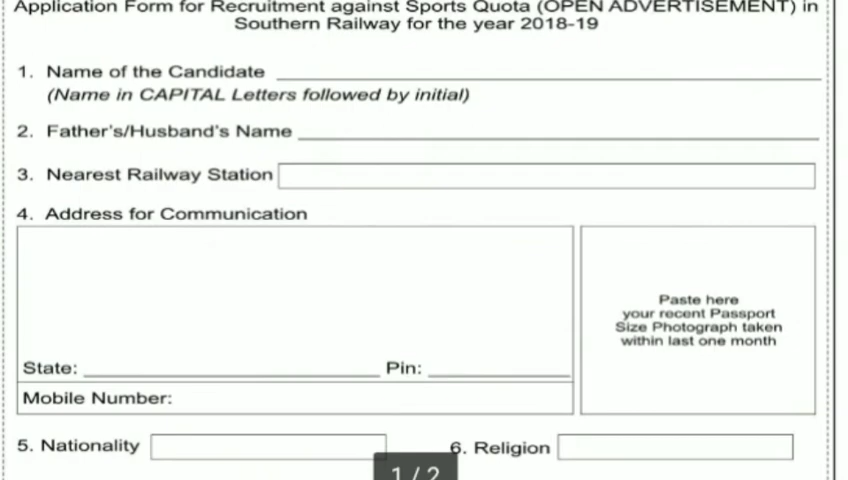 Application Form for Recruitment against Sports Quota (OPEN ADVERTISEMENT) in
Southern Railway for the year 2018-19
1. Name of the Candidate
(Name in CAPITAL Letters followed by initial)
2. Father's/Husband's Name
3. Nearest Railway Station
4. Address for Communication
Paste here
your recent Passport
Size Photograph taken
within last one month
State: Pin:
Mobile Number:
5. Nationality 6. Religion
1 / 2